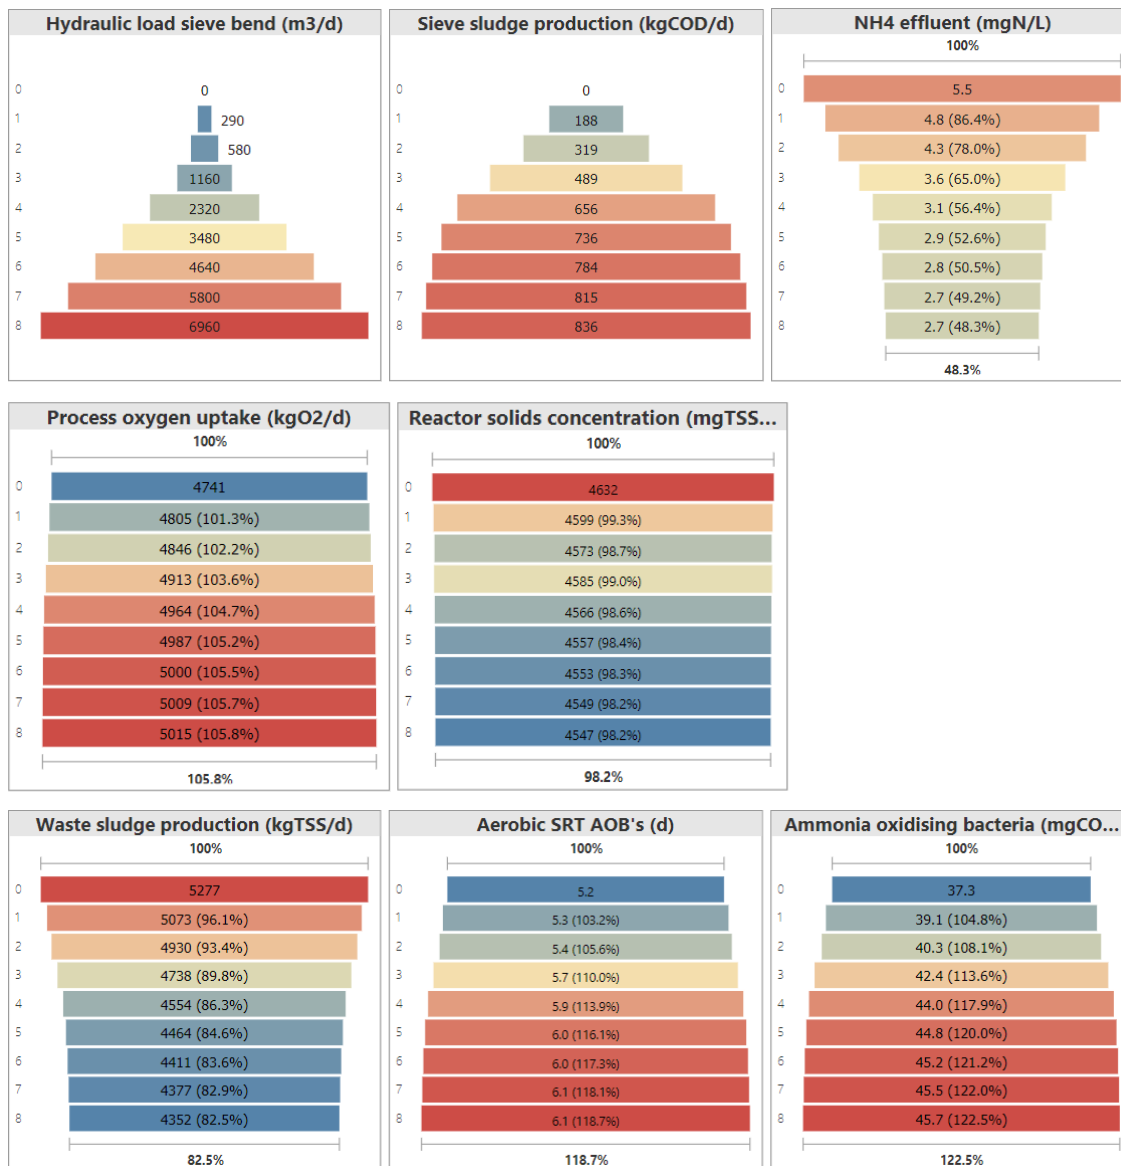 Hydraulic load sieve bend (m3/d)
0 0
1 290
2 580
3 1160
4 2320
5 3480
6 4640
7 5800
8 6960
Sieve sludge production (kgCOD/d)
0 0
1 188
2 319
3 489
4 656
5 736
6 784
7 815
8 836
NH4 effluent (mgN/L)
100%
0 5.5
1 4.8 (86.4%)
2 4.3 (78.0%)
3 3.6 (65.0%)
4 3.1 (56.4%)
5 2.9 (52.6%)
6 2.8 (50.5%)
7 2.7 (49.2%)
8 2.7 (48.3%)
48.3%
Process oxygen uptake (kgO2/d)
100%
0 4741
1 4805 (101.3%)
2 4846 (102.2%)
3 4913 (103.6%)
4 4964 (104.7%)
5 4987 (105.2%)
6 5000 (105.5%)
7 5009 (105.7%)
8 5015 (105.8%)
105.8%
Reactor solids concentration (mgTSS...
100%
0 4632
1 4599 (99.3%)
2 4573 (98.7%)
3 4585 (99.0%)
4 4566 (98.6%)
5 4557 (98.4%)
6 4553 (98.3%)
7 4549 (98.2%)
8 4547 (98.2%)
98.2%
Waste sludge production (kgTSS/d)
100%
0 5277
1 5073 (96.1%)
2 4930 (93.4%)
3 4738 (89.8%)
4 4554 (86.3%)
5 4464 (84.6%)
6 4411 (83.6%)
7 4377 (82.9%)
8 4352 (82.5%)
82.5%
Aerobic SRT AOB's (d)
100%
0 5.2
1 5.3 (103.2%)
2 5.4 (105.6%)
3 5.7 (110.0%)
4 5.9 (113.9%)
5 6.0 (116.1%)
6 6.0 (117.3%)
7 6.1 (118.1%)
8 6.1 (118.7%)
118.7%
Ammonia oxidising bacteria (mgCO...
100%
0 37.3
1 39.1 (104.8%)
2 40.3 (108.1%)
3 42.4 (113.6%)
4 44.0 (117.9%)
5 44.8 (120.0%)
6 45.2 (121.2%)
7 45.5 (122.0%)
8 45.7 (122.5%)
122.5%